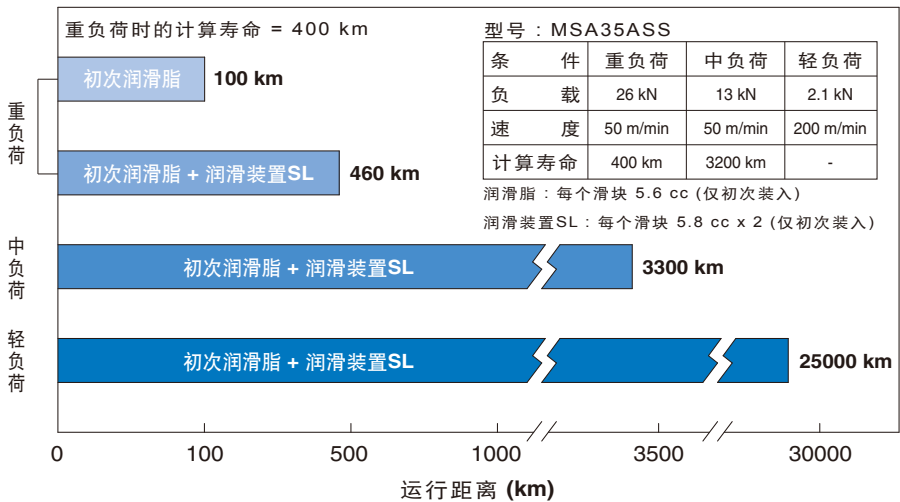 重负荷时的计算寿命 = 400 km
型号：MSA35ASS
条 件 重负荷 中负荷 轻负荷
负 载 26 kN 13 kN 2.1 kN
速 度 50 m/min 50 m/min 200 m/min
计算寿命 400 km 3200 km -
润滑脂：每个滑块 5.6 cc (仅初次装入)
润滑装置SL：每个滑块 5.8 cc x 2 (仅初次装入)
重负荷
初次润滑脂 100 km
初次润滑脂 + 润滑装置SL 460 km
中负荷
初次润滑脂 + 润滑装置SL 3300 km
轻负荷
初次润滑脂 + 润滑装置SL 25000 km
0 100 500 1000 3500 30000
运行距离 (km)